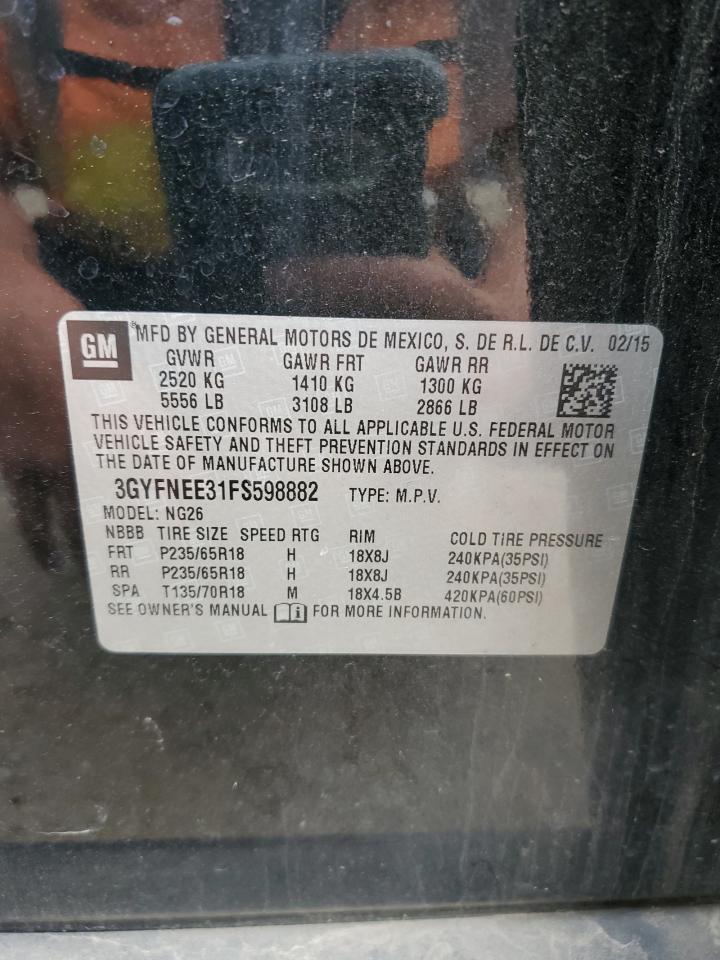 GM ® MFD BY GENERAL MOTORS DE MEXICO, S. DE R.L. DE C.V. 02/15
GVWR GAWR FRT GAWR RR
2520 KG 1410 KG 1300 KG
5556 LB 3108 LB 2866 LB
THIS VEHICLE CONFORMS TO ALL APPLICABLE U.S. FEDERAL MOTOR
VEHICLE SAFETY AND THEFT PREVENTION STANDARDS IN EFFECT ON
THE DATE OF MANUFACTURE SHOWN ABOVE.
3GYFNEE31FS598882 TYPE: M.P.V.
MODEL: NG26
NBBB TIRE SIZE SPEED RTG RIM COLD TIRE PRESSURE
FRT P235/65R18 H 18X8J 240KPA(35PSI)
RR P235/65R18 H 18X8J 240KPA(35PSI)
SPA T135/70R18 M 18X4.5B 420KPA(60PSI)
SEE OWNER'S MANUAL i FOR MORE INFORMATION.